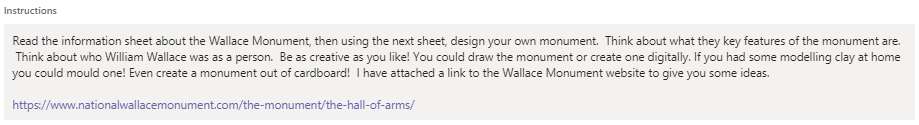 Instructions
Read the information sheet about the Wallace Monument, then using the next sheet, design your own monument.  Think about what they key features of the monument are.
Think about who William Wallace was as a person.  Be as creative as you like! You could draw the monument or create one digitally. If you had some modelling clay at home
you could mould one! Even create a monument out of cardboard!  I have attached a link to the Wallace Monument website to give you some ideas.
https://www.nationalwallacemonument.com/the-monument/the-hall-of-arms/